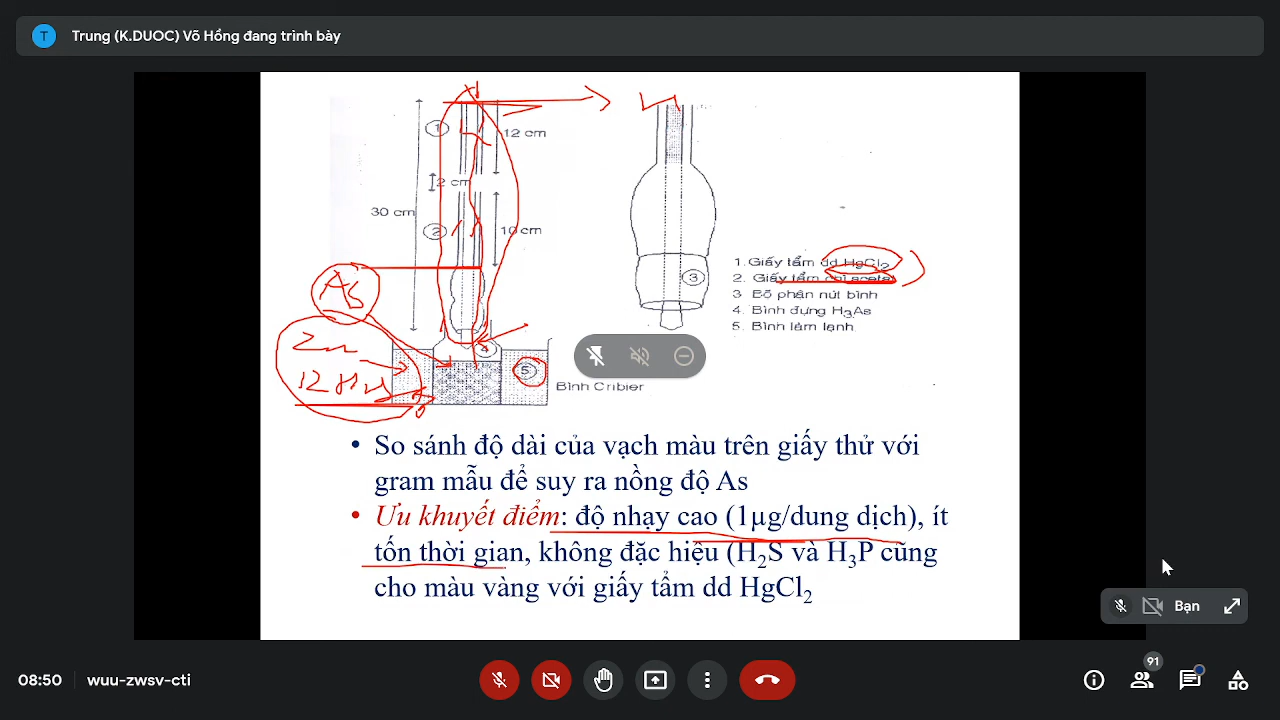 T Trung (K.DUOC) Võ Hồng đang trình bày
1
12 cm
2 cm
30 cm
2
10 cm
3
As
Zn
4
5
Bình Cribier
1. Giấy tẩm dd HgCl2
2. Giấy tẩm chì aceta
3 Bộ phận nút bình
4. Bình đựng H3As
5. Bình làm lạnh
• So sánh độ dài của vạch màu trên giấy thử với
gram mẫu để suy ra nồng độ As
• Ưu khuyết điểm: độ nhạy cao (1µg/dung dịch), ít
tốn thời gian, không đặc hiệu (H2S và H3P cũng
cho màu vàng với giấy tẩm dd HgCl2
Bạn
08:50 wuu-zwsv-cti
91